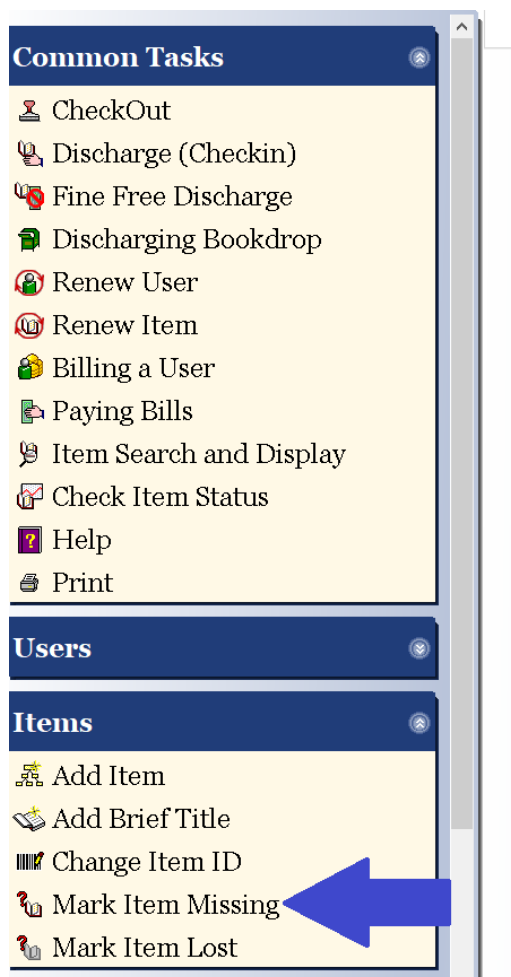 Common Tasks
CheckOut
Discharge (Checkin)
Fine Free Discharge
Discharging Bookdrop
Renew User
Renew Item
Billing a User
Paying Bills
Item Search and Display
Check Item Status
? Help
Print
Users
Items
Add Item
Add Brief Title
Change Item ID
? Mark Item Missing
? Mark Item Lost